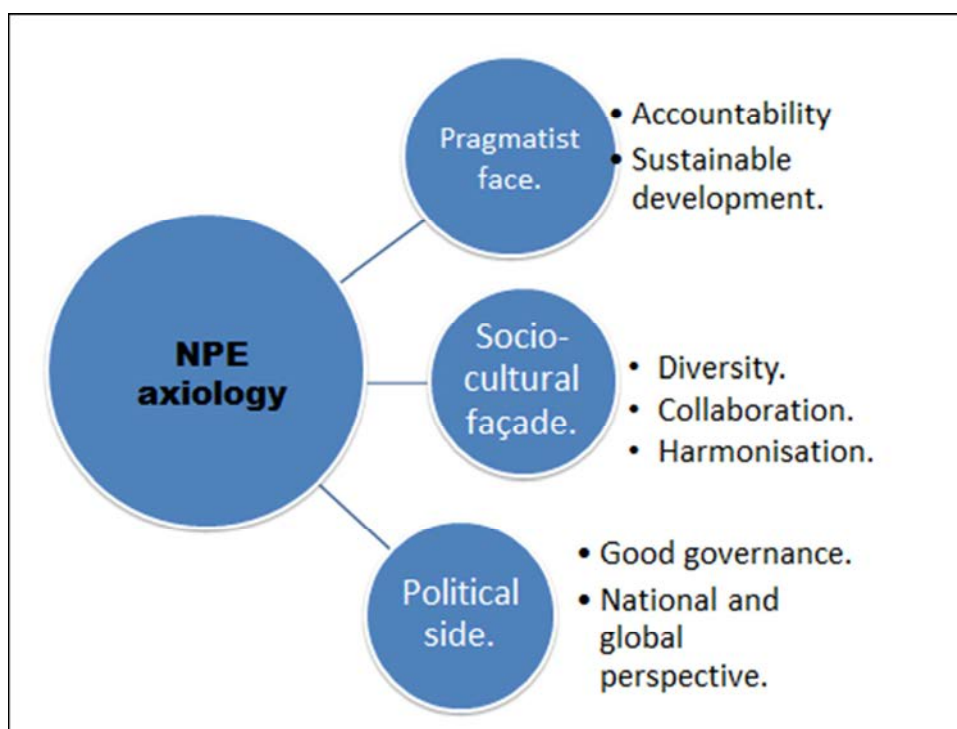 NPE
axiology
Pragmatist
face.
• Accountability
• Sustainable
development.
Socio-
cultural
façade.
• Diversity.
• Collaboration.
• Harmonisation.
Political
side.
• Good governance.
• National and
global
perspective.